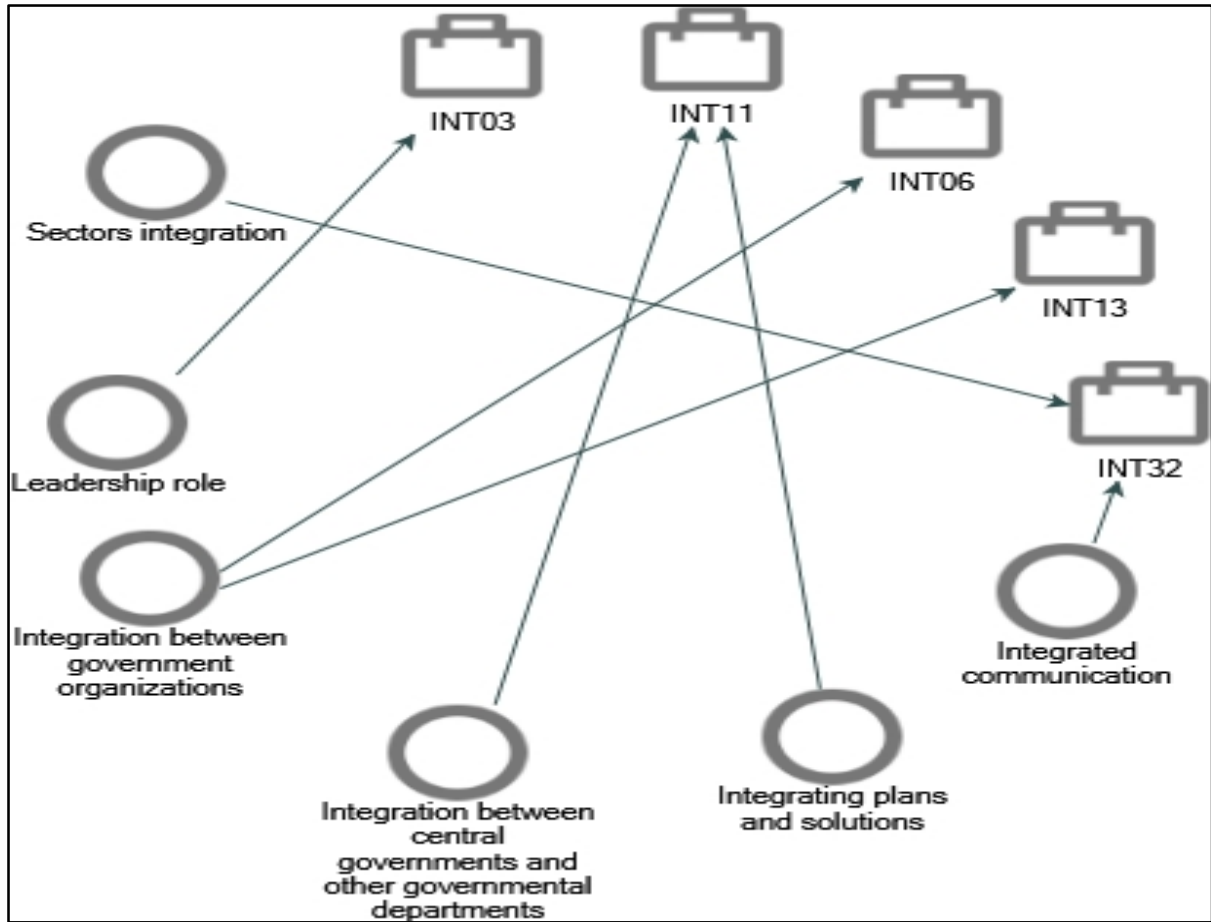 INT03
INT11
INT06
Sectors integration
INT13
INT32
Leadership role
Integration between
government
organizations
Integrated
communication
Integrating plans
and solutions
Integration between
central
governments and
other governmental
departments